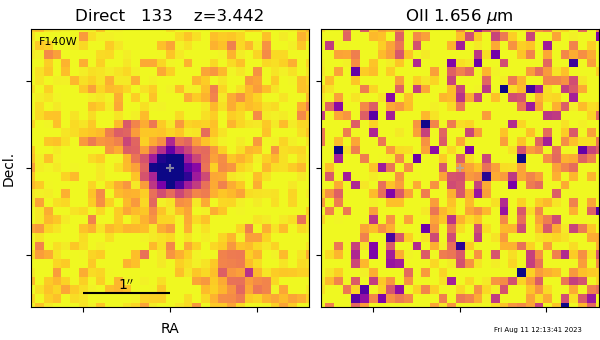 Direct 133 z=3.442
OII 1.656 μm
F140W
Decl.
1′′
RA
Fri Aug 11 12:13:41 2023